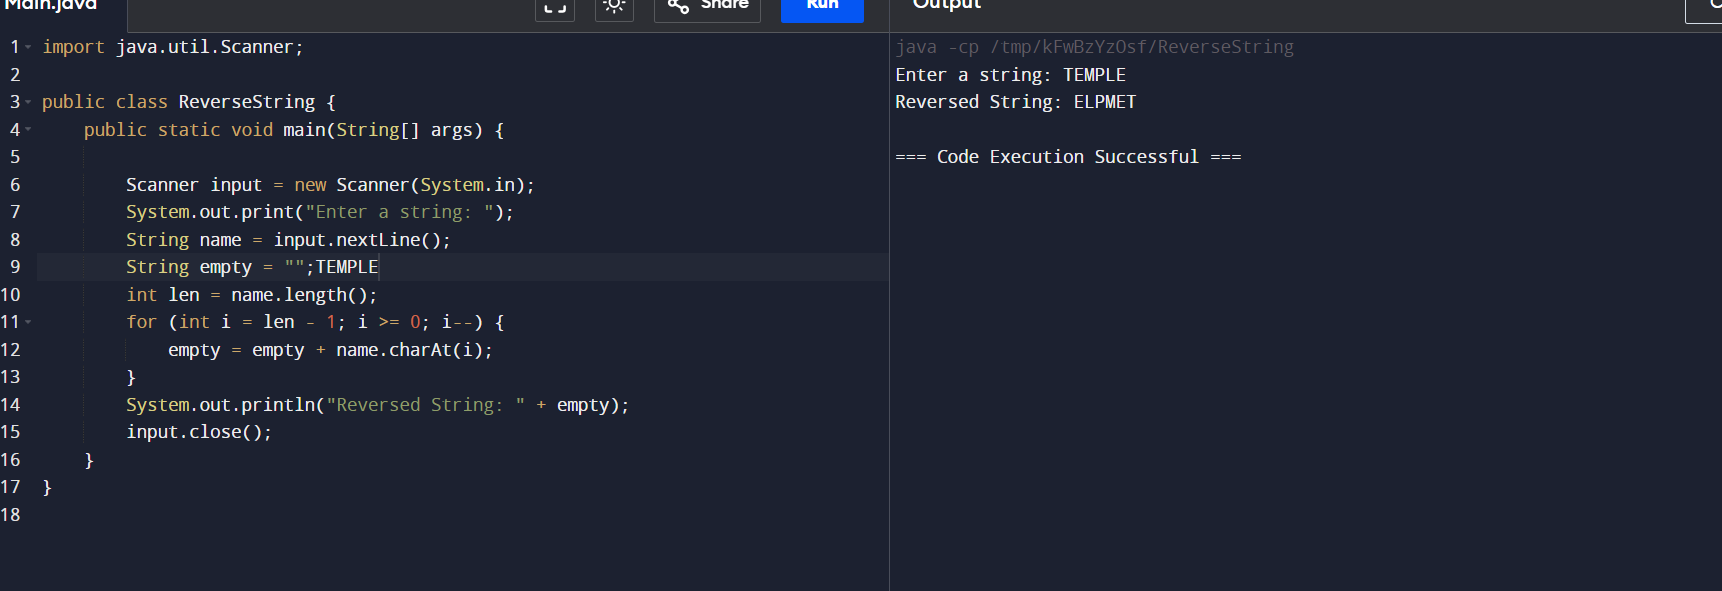 Main.java
Share
Run
Output
1 import java.util.Scanner;
2
3 public class ReverseString {
4 public static void main(String[] args) {
5
6 Scanner input = new Scanner(System.in);
7 System.out.print("Enter a string: ");
8 String name = input.nextLine();
9 String empty = "";TEMPLE
10 int len = name.length();
11 for (int i = len - 1; i >= 0; i--) {
12 empty = empty + name.charAt(i);
13 }
14 System.out.println("Reversed String: " + empty);
15 input.close();
16 }
17 }
18
java -cp /tmp/kFwBzYzOsf/ReverseString
Enter a string: TEMPLE
Reversed String: ELPMET
=== Code Execution Successful ===